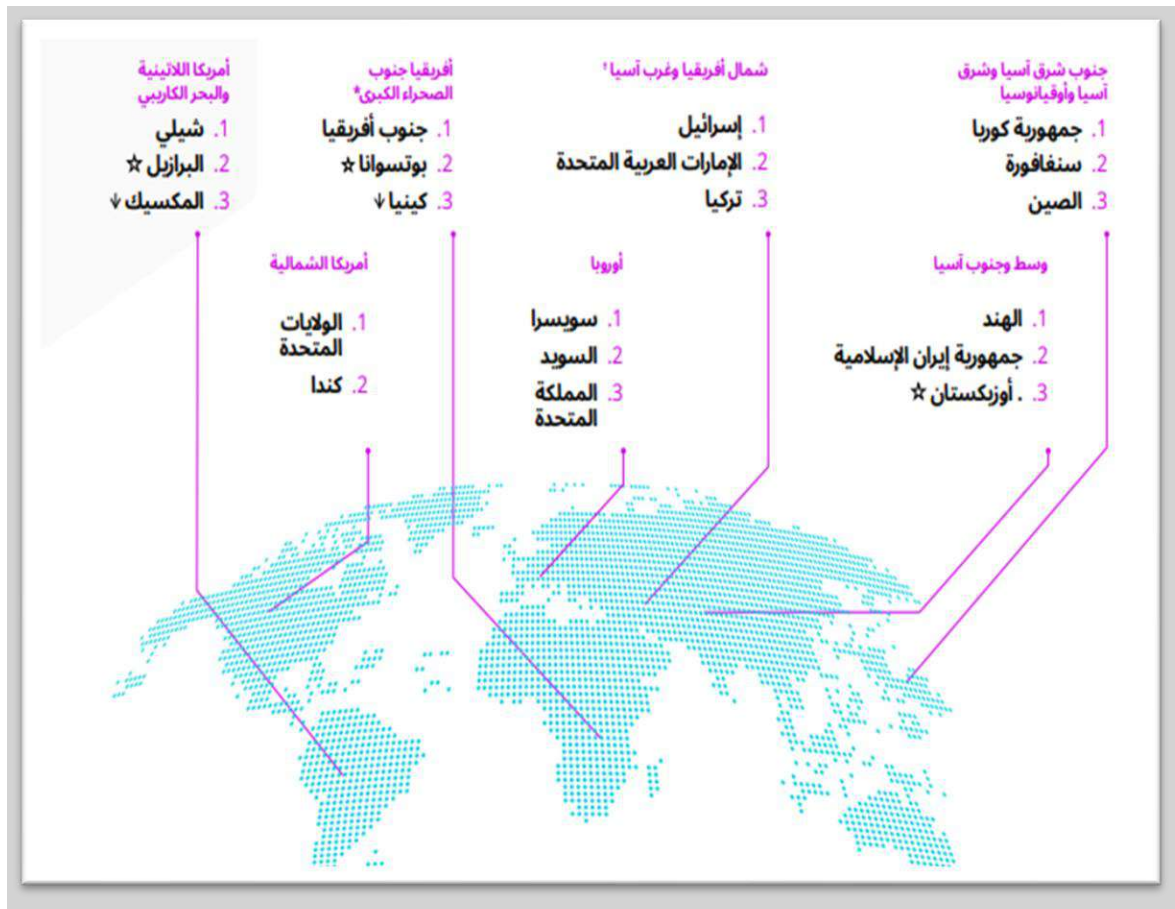 جنوب شرق آسيا وشرق
آسيا وأوقيانوسيا
1. جمهورية كوريا
2. سنغافورة
3. الصين
شمال أفريقيا وغرب آسيا †
1. إسرائيل
2. الإمارات العربية المتحدة
3. تركيا
أفريقيا جنوب
الصحراء الكبرى*
1. جنوب أفريقيا
2. بوتسوانا ☆
3. كينيا ↓
أمريكا اللاتينية
والبحر الكاريبي
1. شيلي
2. البرازيل ☆
3. المكسيك ↓
وسط وجنوب آسيا
1. الهند
2. جمهورية إيران الإسلامية
3. . أوزبكستان ☆
أوروبا
1. سويسرا
2. السويد
3. المملكة
المتحدة
أمريكا الشمالية
1. الولايات
المتحدة
2. كندا